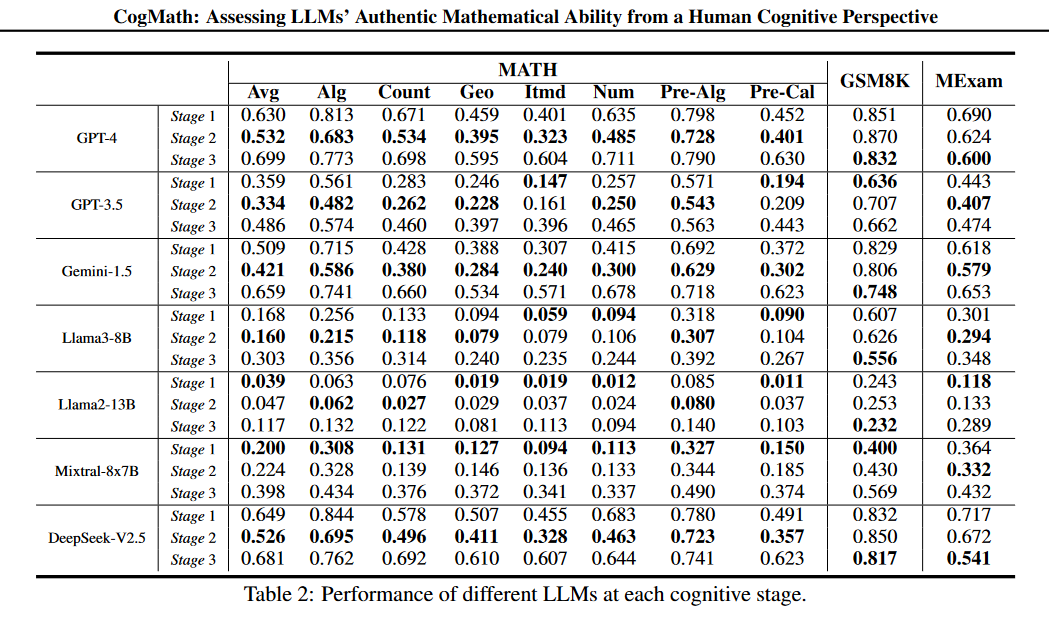 CogMath: Assessing LLMs' Authentic Mathematical Ability from a Human Cognitive Perspective
MATH GSM8K MExam
Avg Alg Count Geo Itmd Num Pre-Alg Pre-Cal
GPT-4
Stage 1 0.630 0.813 0.671 0.459 0.401 0.635 0.798 0.452 0.851 0.690
Stage 2 0.532 0.683 0.534 0.395 0.323 0.485 0.728 0.401 0.870 0.624
Stage 3 0.699 0.773 0.698 0.595 0.604 0.711 0.790 0.630 0.832 0.600
GPT-3.5
Stage 1 0.359 0.561 0.283 0.246 0.147 0.257 0.571 0.194 0.636 0.443
Stage 2 0.334 0.482 0.262 0.228 0.161 0.250 0.543 0.209 0.707 0.407
Stage 3 0.486 0.574 0.460 0.397 0.396 0.465 0.563 0.443 0.662 0.474
Gemini-1.5
Stage 1 0.509 0.715 0.428 0.388 0.307 0.415 0.692 0.372 0.829 0.618
Stage 2 0.421 0.586 0.380 0.284 0.240 0.300 0.629 0.302 0.806 0.579
Stage 3 0.659 0.741 0.660 0.534 0.571 0.678 0.718 0.623 0.748 0.653
Llama3-8B
Stage 1 0.168 0.256 0.133 0.094 0.059 0.094 0.318 0.090 0.607 0.301
Stage 2 0.160 0.215 0.118 0.079 0.079 0.106 0.307 0.104 0.626 0.294
Stage 3 0.303 0.356 0.314 0.240 0.235 0.244 0.392 0.267 0.556 0.348
Llama2-13B
Stage 1 0.039 0.063 0.076 0.019 0.019 0.012 0.085 0.011 0.243 0.118
Stage 2 0.047 0.062 0.027 0.029 0.037 0.024 0.080 0.037 0.253 0.133
Stage 3 0.117 0.132 0.122 0.081 0.113 0.094 0.140 0.103 0.232 0.289
Mixtral-8x7B
Stage 1 0.200 0.308 0.131 0.127 0.094 0.113 0.327 0.150 0.400 0.364
Stage 2 0.224 0.328 0.139 0.146 0.136 0.133 0.344 0.185 0.430 0.332
Stage 3 0.398 0.434 0.376 0.372 0.341 0.337 0.490 0.374 0.569 0.432
DeepSeek-V2.5
Stage 1 0.649 0.844 0.578 0.507 0.455 0.683 0.780 0.491 0.832 0.717
Stage 2 0.526 0.695 0.496 0.411 0.328 0.463 0.723 0.357 0.850 0.672
Stage 3 0.681 0.762 0.692 0.610 0.607 0.644 0.741 0.623 0.817 0.541
Table 2: Performance of different LLMs at each cognitive stage.